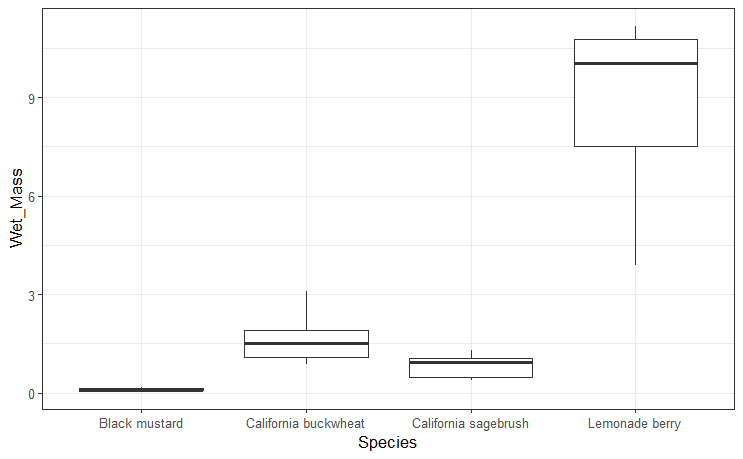 Wet_Mass
9
6
3
0
Black mustard
California buckwheat
California sagebrush
Lemonade berry
Species